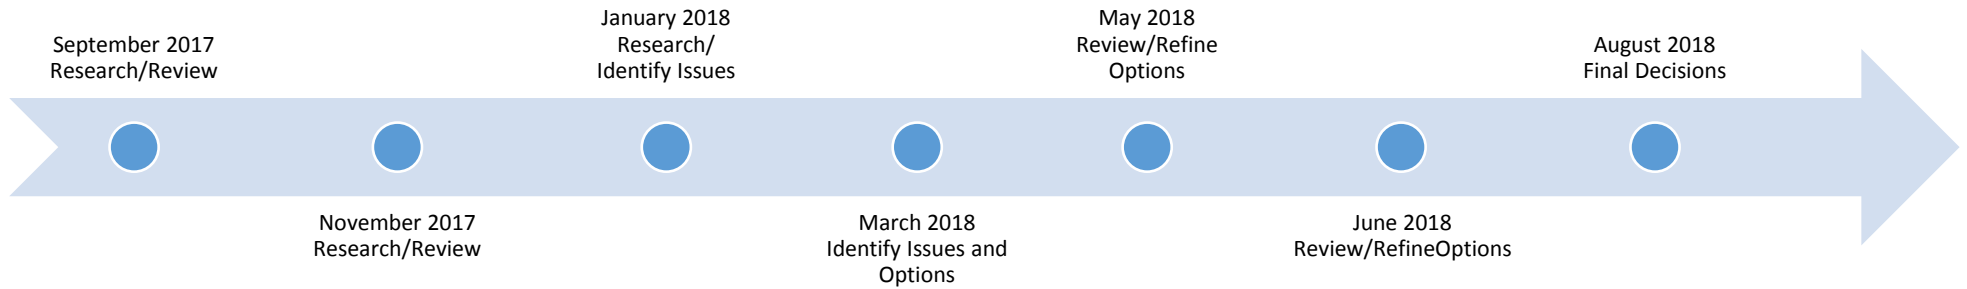 September 2017
Research/Review
November 2017
Research/Review
January 2018
Research/
Identify Issues
March 2018
Identify Issues and
Options
May 2018
Review/Refine
Options
June 2018
Review/RefineOptions
August 2018
Final Decisions